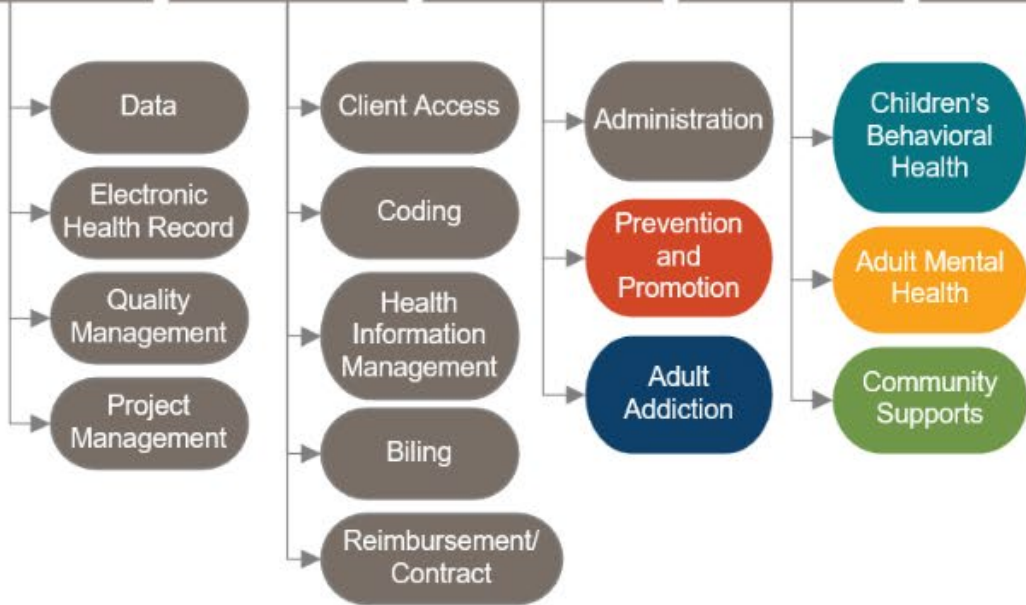 Data
Electronic
Health Record
Quality
Management
Project
Management
Client Access
Coding
Health
Information
Management
Biling
Reimbursement/
Contract
Administration
Prevention
and
Promotion
Adult
Addiction
Children's
Behavioral
Health
Adult Mental
Health
Community
Supports